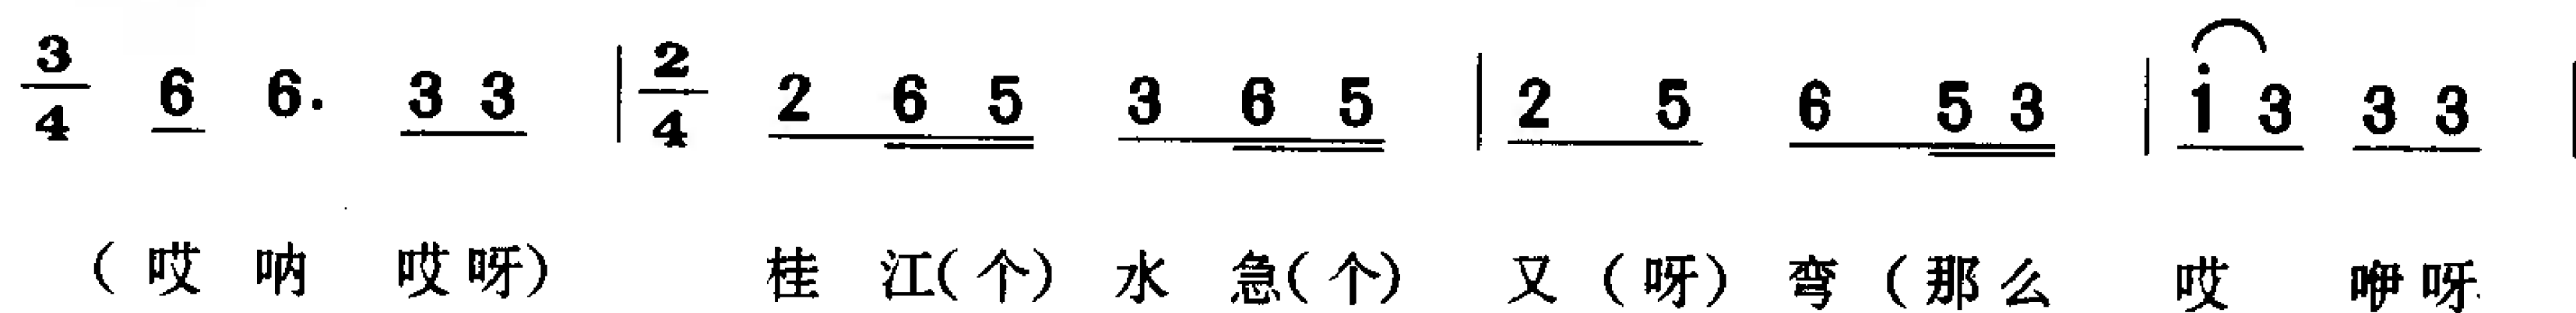 3/4 6 6. 3 3 | 2/4 2 6 5 3 6 5 | 2 5 6 5 3 | i 3 3 3 |
（哎 呐 哎呀） 桂 江（个）水 急（个） 又（呀）弯（那么 哎 咿呀